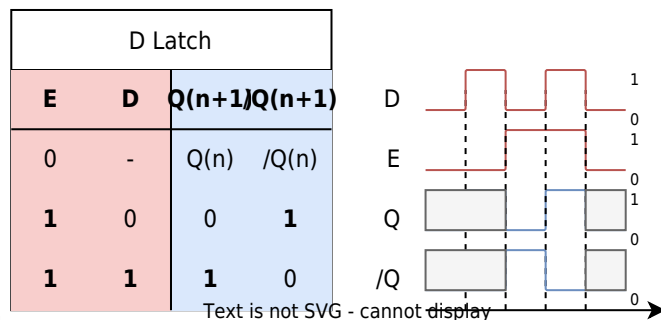 D Latch
E D Q(n+1) /Q(n+1)
0 - Q(n) /Q(n)
1 0 0 1
1 1 1 0
D 1 0
E 1 0
Q 1 0
/Q 0
Text is not SVG - cannot display